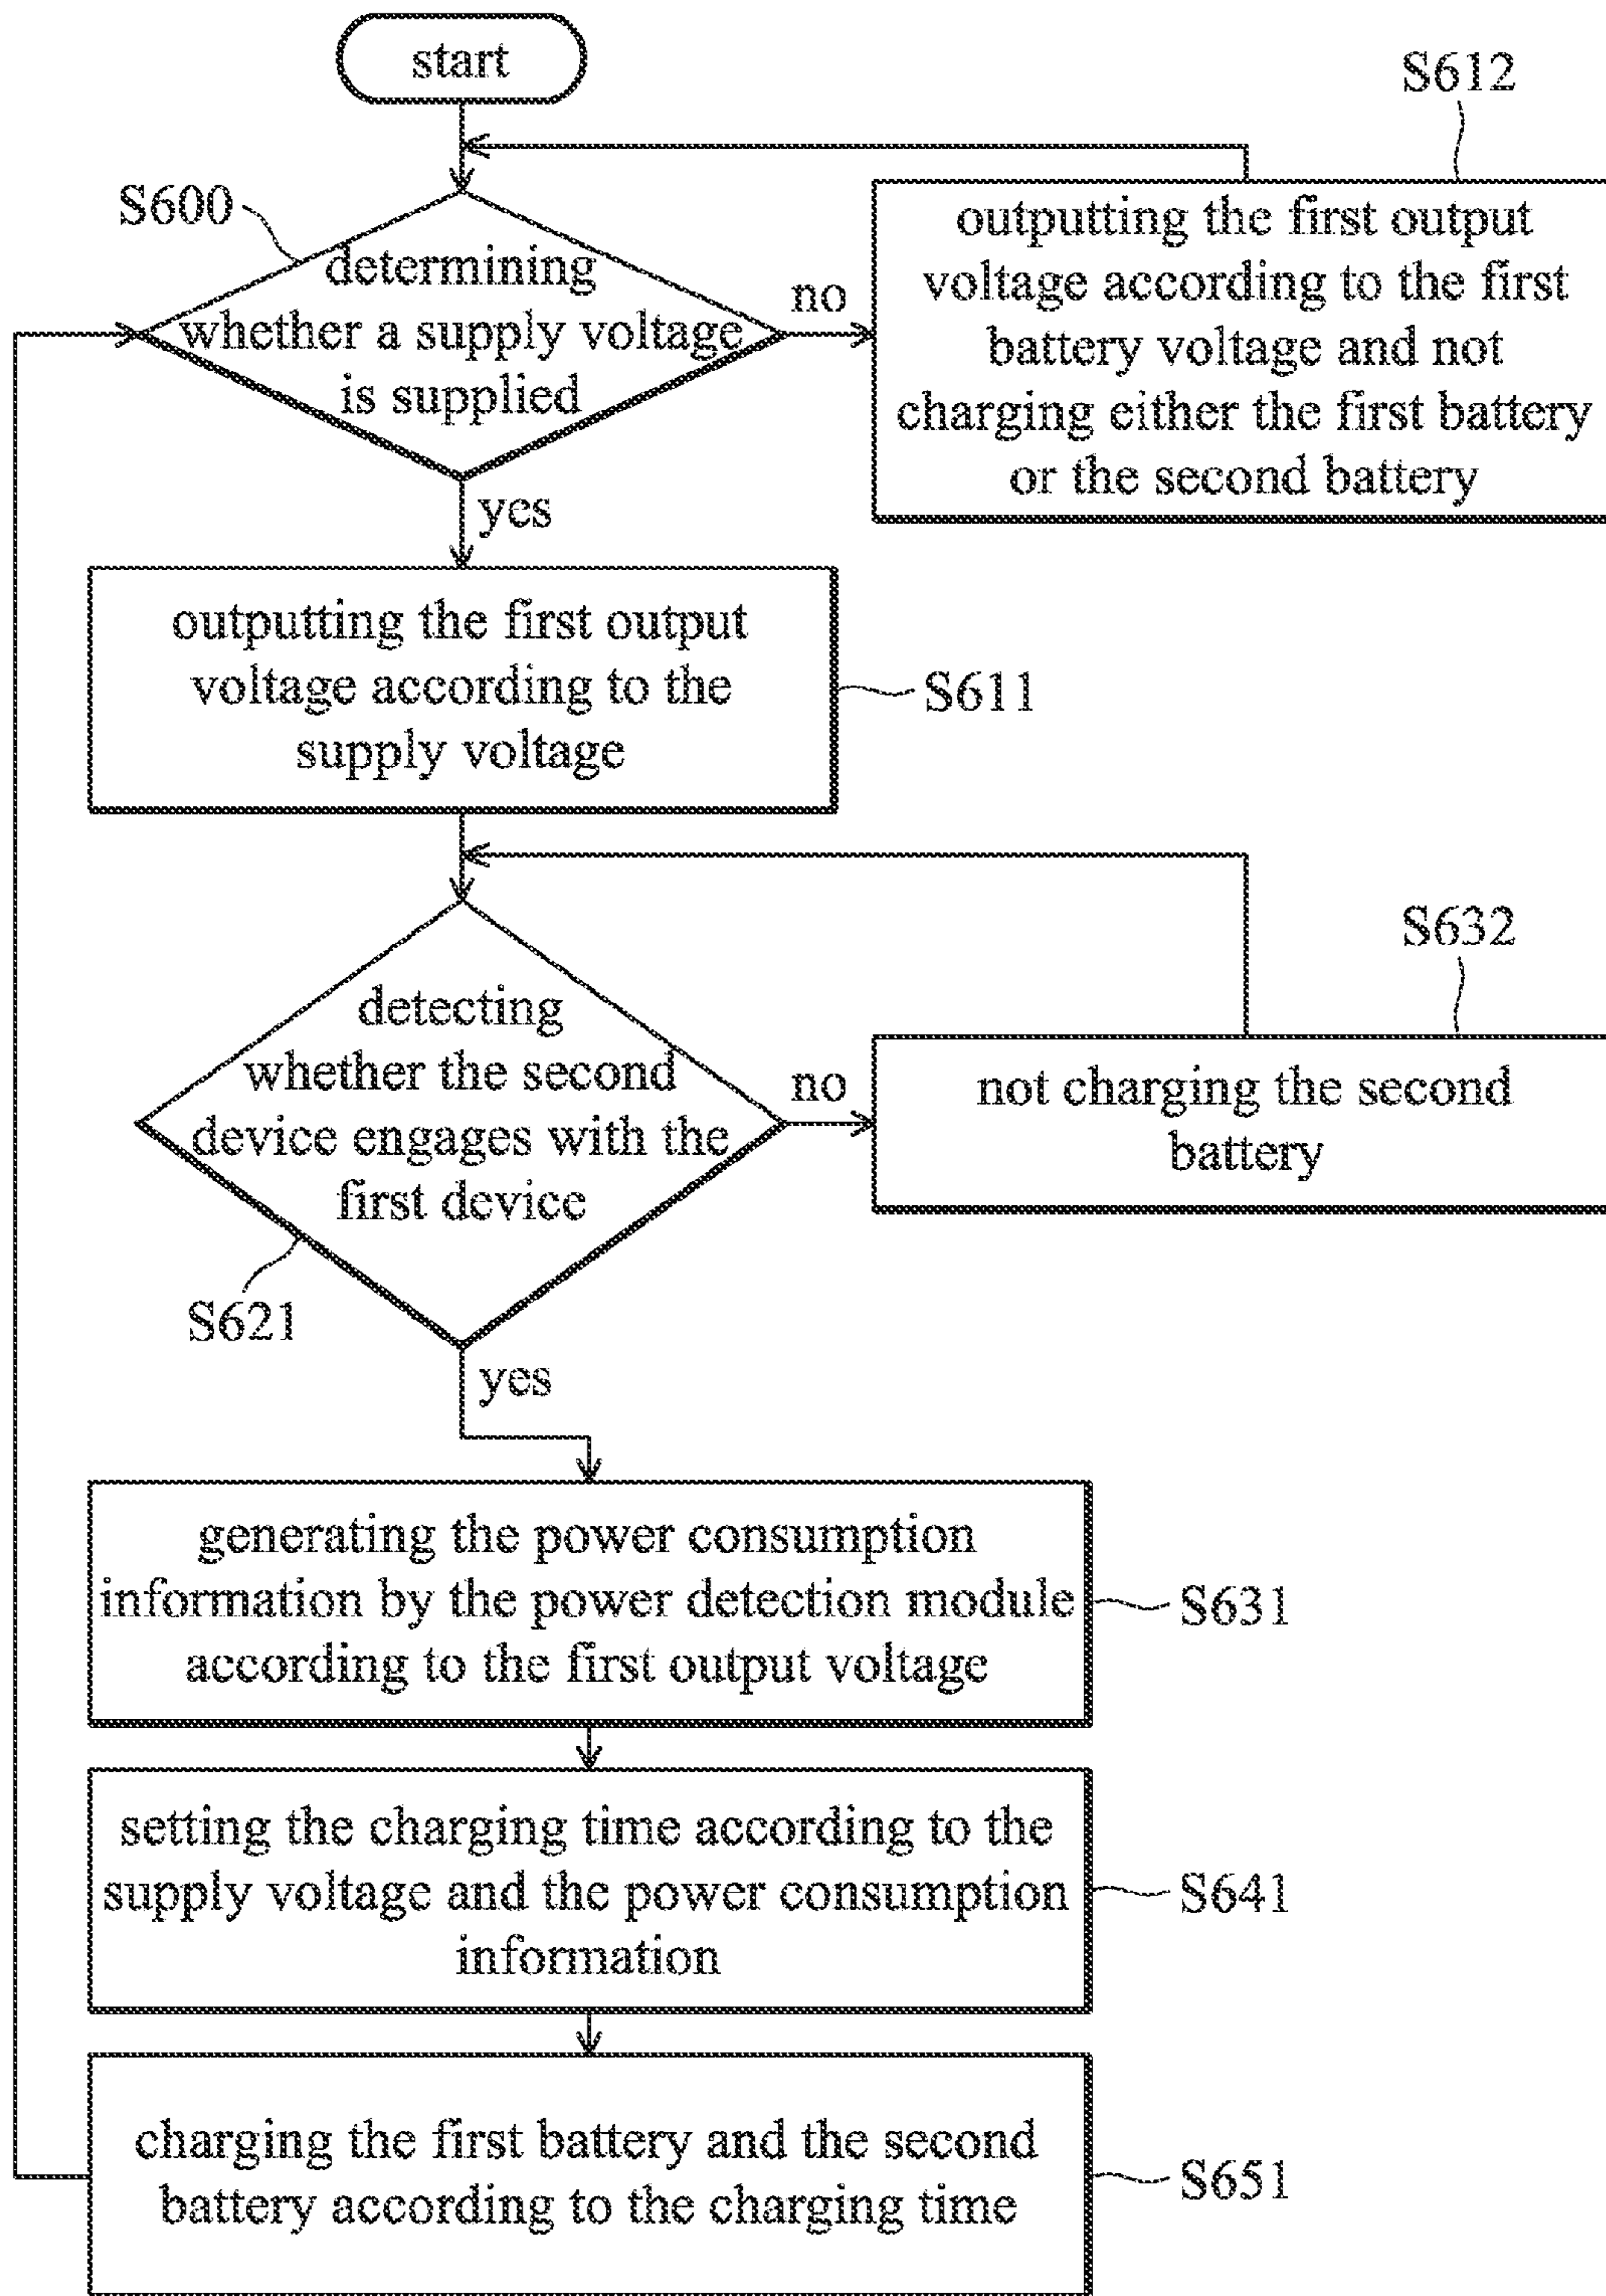 start
S612
S600
determining
whether a supply voltage
is supplied
no
outputting the first output
voltage according to the first
battery voltage and not
charging either the first battery
or the second battery
yes
outputting the first output
voltage according to the
supply voltage
S611
S632
detecting
whether the second
device engages with the
first device
no
not charging the second
battery
S621
yes
generating the power consumption
information by the power detection module
according to the first output voltage
S631
setting the charging time according to the
supply voltage and the power consumption
information
S641
charging the first battery and the second
battery according to the charging time
S651